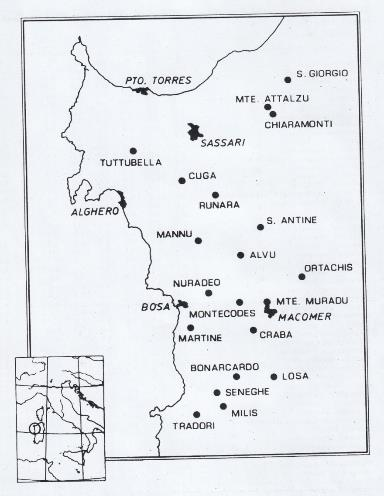 S. GIORGIO
PTO. TORRES
MTE. ATTALZU
CHIARAMONTI
SASSARI
TUTTUBELLA
CUGA
RUNARA
ALGHERO
S. ANTINE
MANNU
ALVU
ORTACHIS
NURADEO
BOSA
MONTECODES
MTE. MURADU
MACOMER
MARTINE
CRABA
BONARCARDO
LOSA
SENEGHE
MILIS
TRADORI